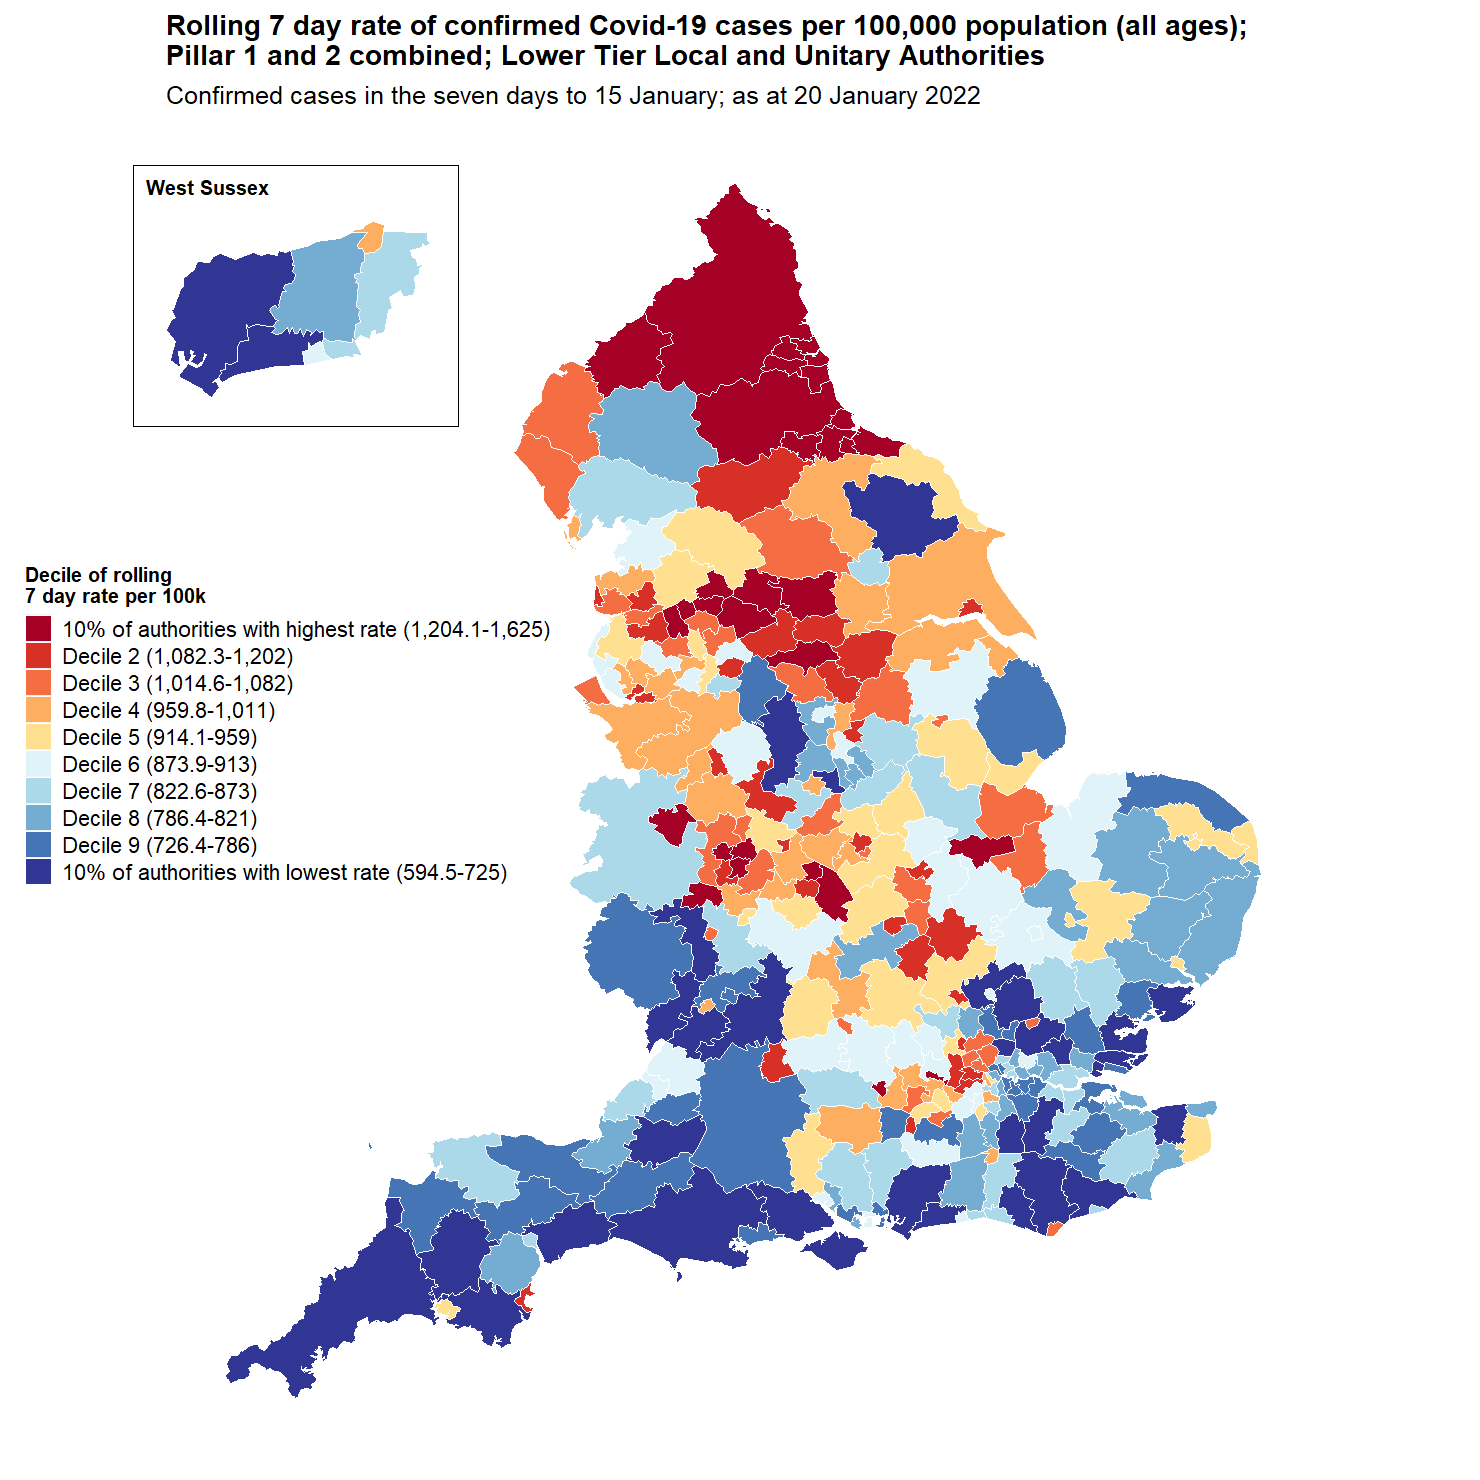 Rolling 7 day rate of confirmed Covid-19 cases per 100,000 population (all ages);
Pillar 1 and 2 combined; Lower Tier Local and Unitary Authorities
Confirmed cases in the seven days to 15 January; as at 20 January 2022
West Sussex
Decile of rolling
7 day rate per 100k
10% of authorities with highest rate (1,204.1-1,625)
Decile 2 (1,082.3-1,202)
Decile 3 (1,014.6-1,082)
Decile 4 (959.8-1,011)
Decile 5 (914.1-959)
Decile 6 (873.9-913)
Decile 7 (822.6-873)
Decile 8 (786.4-821)
Decile 9 (726.4-786)
10% of authorities with lowest rate (594.5-725)